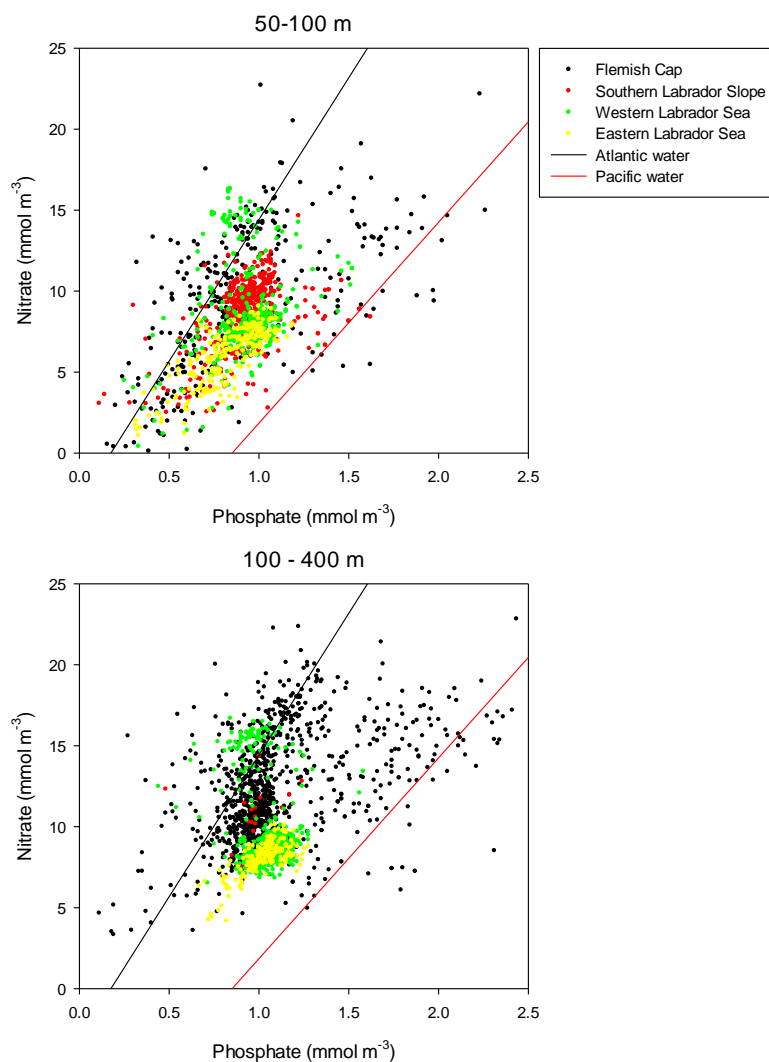 50-100 m
Flemish Cap
Southern Labrador Slope
Western Labrador Sea
Eastern Labrador Sea
Atlantic water
Pacific water
Nitrate (mmol m⁻³)
25
20
15
10
5
0
0.0 0.5 1.0 1.5 2.0 2.5
Phosphate (mmol m⁻³)
100 - 400 m
Nitrate (mmol m⁻³)
25
20
15
10
5
0
0.0 0.5 1.0 1.5 2.0 2.5
Phosphate (mmol m⁻³)